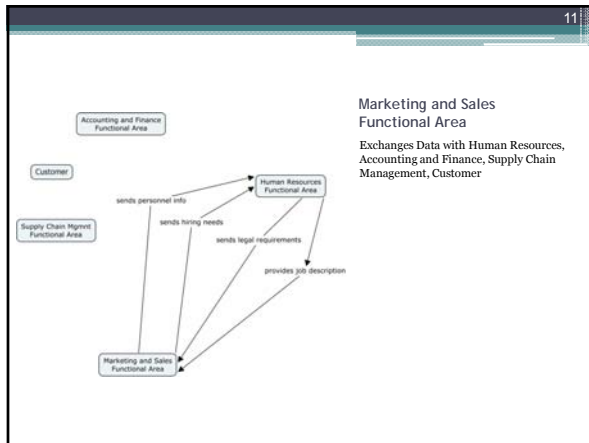 11
Marketing and Sales
Functional Area
Exchanges Data with Human Resources,
Accounting and Finance, Supply Chain
Management, Customer
Accounting and Finance
Functional Area
Customer
Human Resources
Functional Area
sends personnel info
sends hiring needs
Supply Chain Mgmnt
Functional Area
sends legal requirements
provides job description
Marketing and Sales
Functional Area